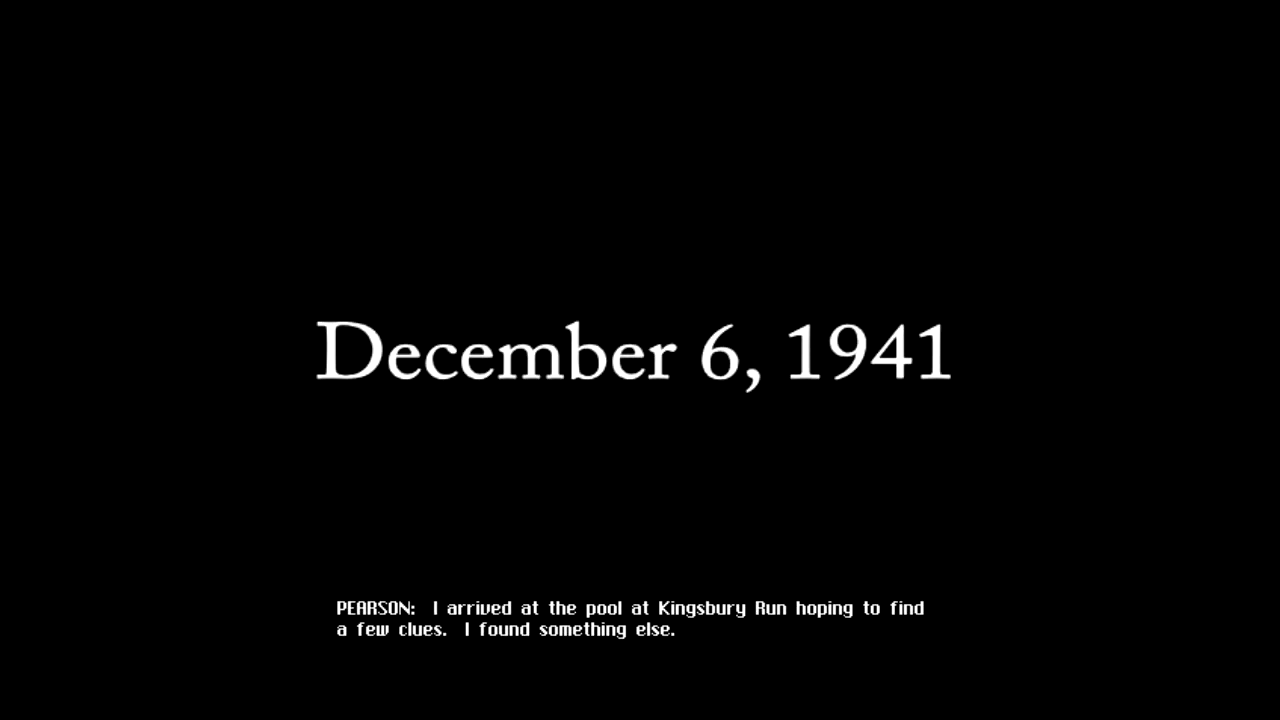 December 6, 1941
PEARSON:  I arrived at the pool at Kingsbury Run hoping to find
a few clues.  I found something else.